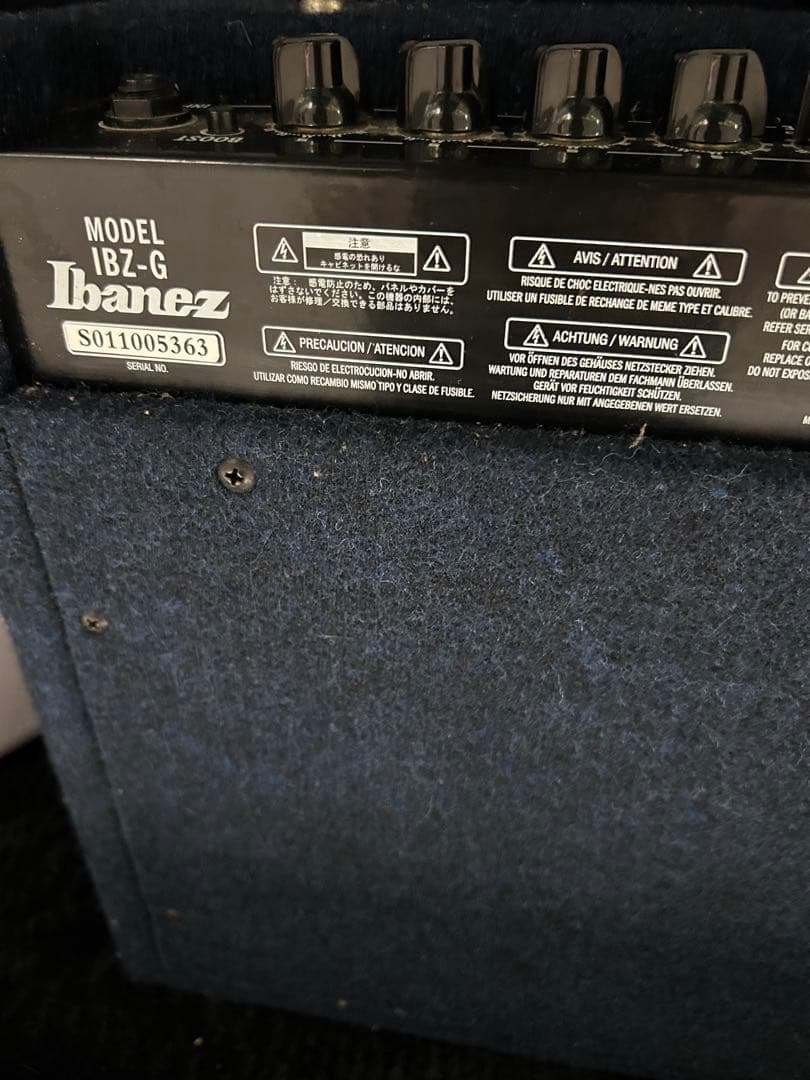 BOOST
MODEL
IBZ-G
Ibanez
S011005363
SERIAL NO.
注意
感電の恐れあり
キャビネットを開けるな
注意： 感電防止のため、パネルやカバーを
はずさないでください。この機器の内部には、
お客様が修理／交換できる部品はありません。
PRECAUCION / ATENCION
RIESGO DE ELECTROCUCION-NO ABRIR.
UTILIZAR COMO RECAMBIO MISMO TIPO Y CLASE DE FUSIBLE.
AVIS / ATTENTION
RISQUE DE CHOC ELECTRIQUE-NES PAS OUVRIR.
UTILISER UN FUSIBLE DE RECHANGE DE MEME TYPE ET CALIBRE.
ACHTUNG / WARNUNG
VOR ÖFFNEN DES GEHÄUSES NETZSTECKER ZIEHEN.
WARTUNG UND REPARATUREN DEM FACHMANN ÜBERLASSEN.
GERÄT VOR FEUCHTIGKEIT SCHÜTZEN.
NETZSICHERUNG NUR MIT ANGEGEBENEN WERT ERSETZEN.
TO PREVE
(OR BA
REFER SE
FOR C
REPLACE O
DO NOT EXPOS